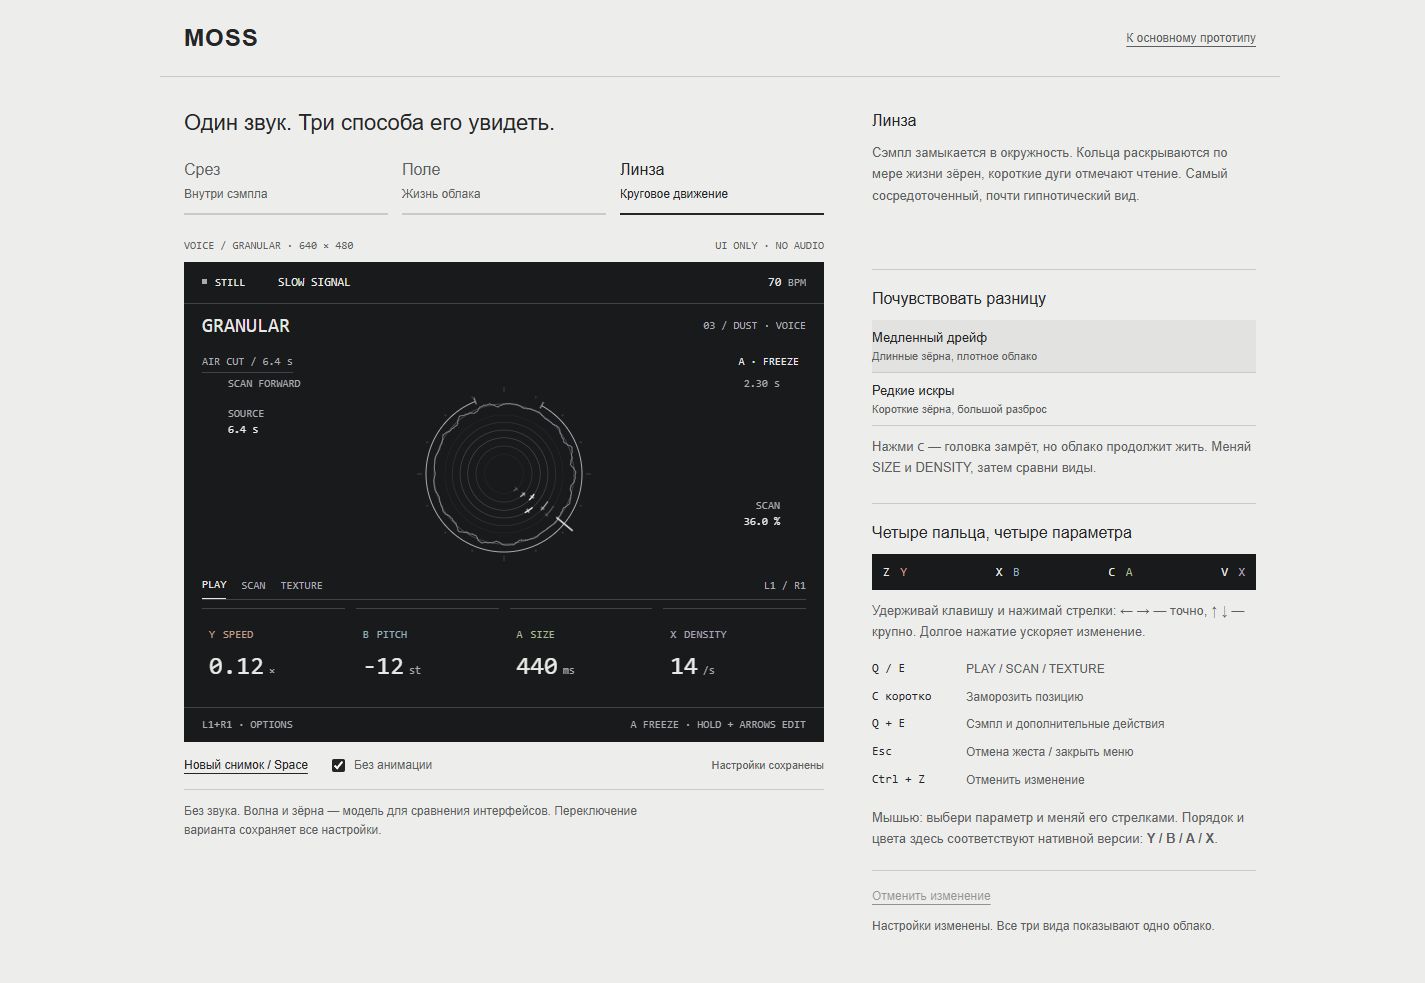 MOSS
К основному прототипу
Один звук. Три способа его увидеть.
Срез
Внутри сэмпла
Поле
Жизнь облака
Линза
Круговое движение
VOICE / GRANULAR · 640 × 480
UI ONLY · NO AUDIO
STILL
SLOW SIGNAL
70 BPM
GRANULAR
03 / DUST · VOICE
AIR CUT / 6.4 s
A · FREEZE
SCAN FORWARD
2.30 s
SOURCE
6.4 s
SCAN
36.0 %
PLAY
SCAN
TEXTURE
L1 / R1
Y SPEED
B PITCH
A SIZE
X DENSITY
0.12 ×
-12 st
440 ms
14 /s
L1+R1 · OPTIONS
A FREEZE · HOLD + ARROWS EDIT
Новый снимок / Space
Без анимации
Настройки сохранены
Без звука. Волна и зёрна — модель для сравнения интерфейсов. Переключение
варианта сохраняет все настройки.
Линза
Сэмпл замыкается в окружность. Кольца раскрываются по
мере жизни зёрен, короткие дуги отмечают чтение. Самый
сосредоточенный, почти гипнотический вид.
Почувствовать разницу
Медленный дрейф
Длинные зёрна, плотное облако
Редкие искры
Короткие зёрна, большой разброс
Нажми C — головка замрёт, но облако продолжит жить. Меняй
SIZE и DENSITY, затем сравни виды.
Четыре пальца, четыре параметра
Z Y
X B
C A
V X
Удерживай клавишу и нажимай стрелки: ← → — точно, ↑ ↓ —
крупно. Долгое нажатие ускоряет изменение.
Q / E
PLAY / SCAN / TEXTURE
C коротко
Заморозить позицию
Q + E
Сэмпл и дополнительные действия
Esc
Отмена жеста / закрыть меню
Ctrl + Z
Отменить изменение
Мышью: выбери параметр и меняй его стрелками. Порядок и
цвета здесь соответствуют нативной версии: Y / B / A / X.
Отменить изменение
Настройки изменены. Все три вида показывают одно облако.